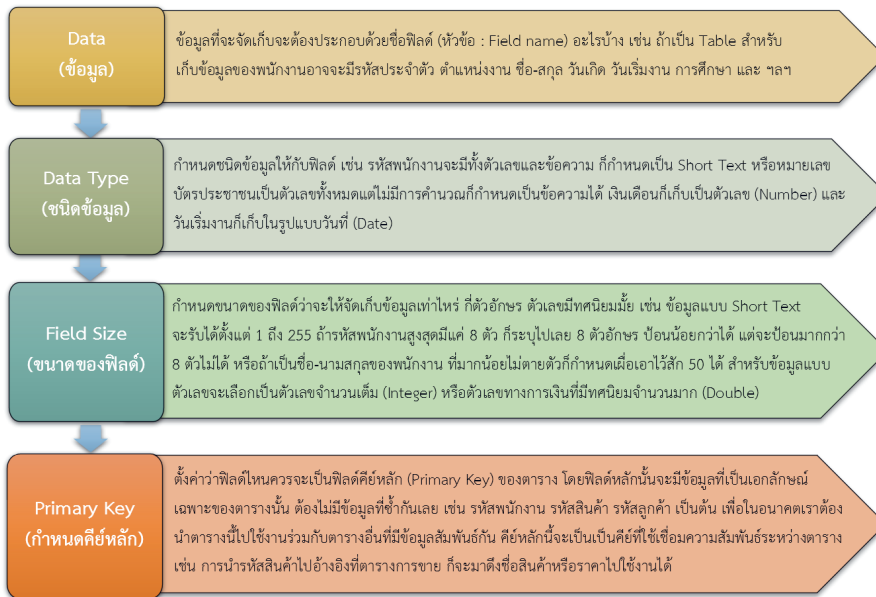 Data
(ข้อมูล)
ข้อมูลที่จะจัดเก็บจะต้องประกอบด้วยชื่อฟิลด์ (หัวข้อ : Field name) อะไรบ้าง เช่น ถ้าเป็น Table สำหรับ
เก็บข้อมูลของพนักงานอาจจะมีรหัสประจำตัว ตำแหน่งงาน ชื่อ-สกุล วันเกิด วันเริ่มงาน การศึกษา และ ฯลฯ
Data Type
(ชนิดข้อมูล)
กำหนดชนิดข้อมูลให้กับฟิลด์ เช่น รหัสพนักงานจะมีทั้งตัวเลขและข้อความ ก็กำหนดเป็น Short Text หรือหมายเลข
บัตรประชาชนเป็นตัวเลขทั้งหมดแต่ไม่มีการคำนวณก็กำหนดเป็นข้อความได้ เงินเดือนก็เก็บเป็นตัวเลข (Number) และ
วันเริ่มงานก็เก็บในรูปแบบวันที่ (Date)
Field Size
(ขนาดของฟิลด์)
กำหนดขนาดของฟิลด์ว่าจะให้จัดเก็บข้อมูลเท่าไหร่ กี่ตัวอักษร ตัวเลขมีทศนิยมมั้ย เช่น ข้อมูลแบบ Short Text
จะรับได้ตั้งแต่ 1 ถึง 255 ถ้ารหัสพนักงานสูงสุดมีแค่ 8 ตัว ก็ระบุไปเลย 8 ตัวอักษร ป้อนน้อยกว่าได้ แต่จะป้อนมากกว่า
8 ตัวไม่ได้ หรือถ้าเป็นชื่อ-นามสกุลของพนักงาน ที่มากน้อยไม่ตายตัวก็กำหนดเผื่อเอาไว้สัก 50 ได้ สำหรับข้อมูลแบบ
ตัวเลขจะเลือกเป็นตัวเลขจำนวนเต็ม (Integer) หรือตัวเลขทางการเงินที่มีทศนิยมจำนวนมาก (Double)
Primary Key
(กำหนดคีย์หลัก)
ตั้งค่าว่าฟิลด์ไหนควรจะเป็นฟิลด์คีย์หลัก (Primary Key) ของตาราง โดยฟิลด์หลักนั้นจะมีข้อมูลที่เป็นเอกลักษณ์
เฉพาะของตารางนั้น ต้องไม่มีข้อมูลที่ซ้ำกันเลย เช่น รหัสพนักงาน รหัสสินค้า รหัสลูกค้า เป็นต้น เพื่อในอนาคตเราต้อง
นำตารางนี้ไปใช้งานร่วมกับตารางอื่นที่มีข้อมูลสัมพันธ์กัน คีย์หลักนี้จะเป็นเป็นคีย์ที่ใช้เชื่อมความสัมพันธ์ระหว่างตาราง
เช่น การนำรหัสสินค้าไปอ้างอิงที่ตารางการขาย ก็จะมาดึงชื่อสินค้าหรือราคาไปใช้งานได้